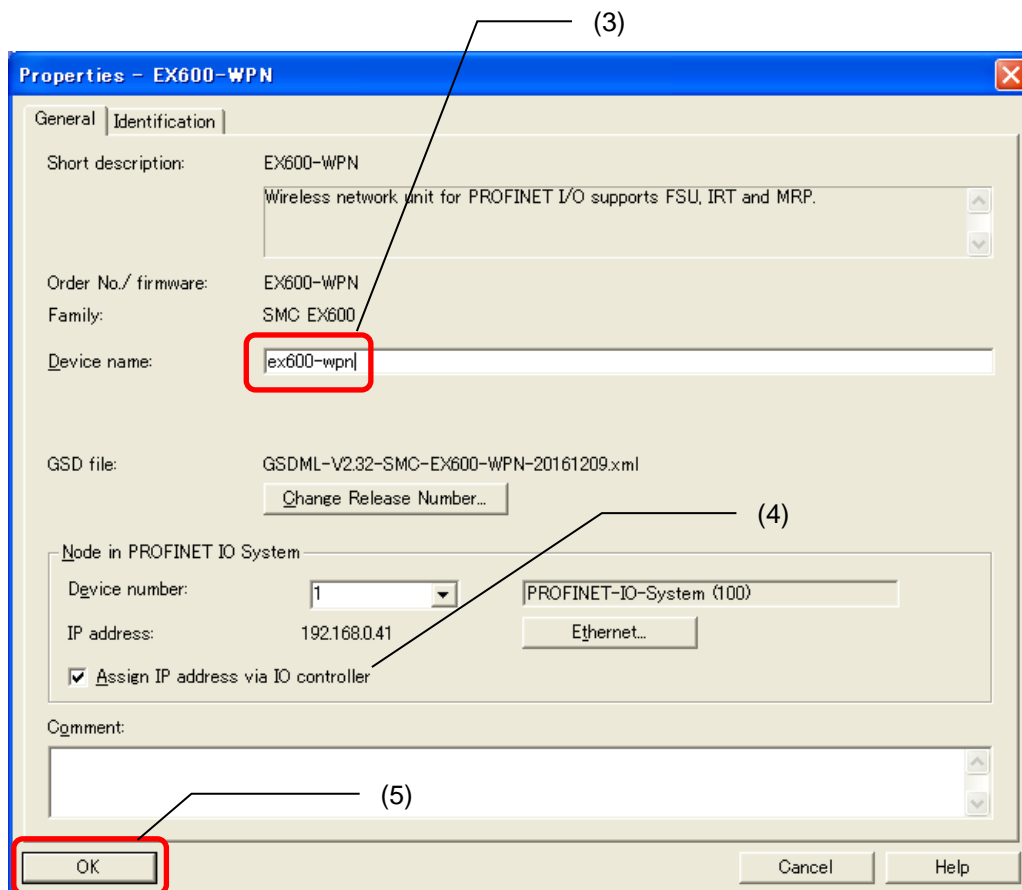 (3)
Properties - EX600-WPN
General Identification
Short description: EX600-WPN
Wireless network unit for PROFINET I/O supports FSU, IRT and MRP.
Order No./ firmware: EX600-WPN
Family: SMC EX600
Device name: ex600-wpn
GSD file: GSDML-V2.32-SMC-EX600-WPN-20161209.xml
Change Release Number...
(4)
Node in PROFINET IO System
Device number: 1 PROFINET-IO-System (100)
IP address: 192.168.0.41 Ethernet...
Assign IP address via IO controller
Comment:
(5)
OK Cancel Help